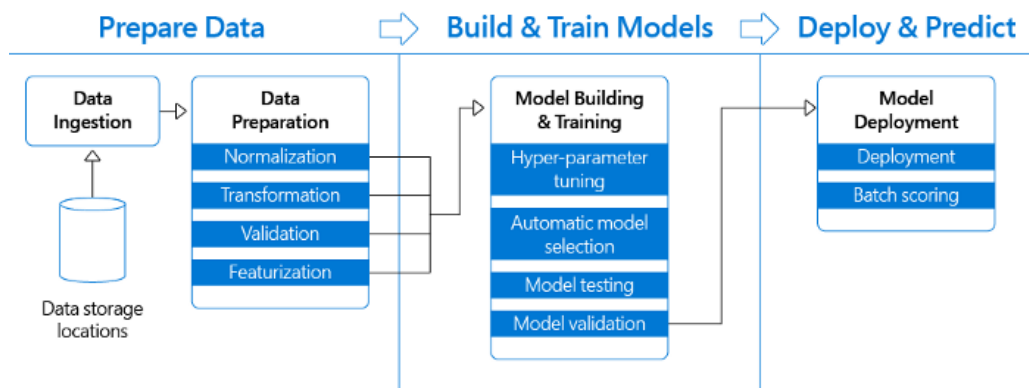 Prepare Data
Build & Train Models
Deploy & Predict
Data
Ingestion
Data storage
locations
Data
Preparation
Normalization
Transformation
Validation
Featurization
Model Building
& Training
Hyper-parameter
tuning
Automatic model
selection
Model testing
Model validation
Model
Deployment
Deployment
Batch scoring